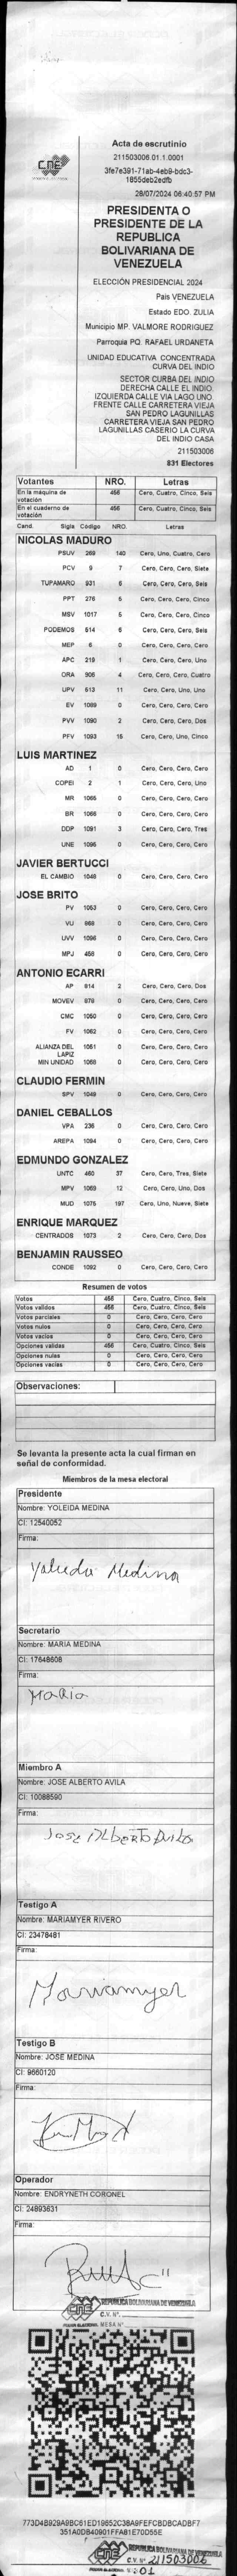 CNE
Acta de escrutinio
211503006.01.1.0001
3fe7e391-71ab-4eb9-bdc3-
1655deb2edfb
28/07/2024 06:40:57 PM
PRESIDENTA O
PRESIDENTE DE LA
REPUBLICA
BOLIVARIANA DE
VENEZUELA
ELECCIÓN PRESIDENCIAL 2024
Pais VENEZUELA
Estado EDO. ZULIA
Municipio MP. VALMORE RODRIGUEZ
Parroquia PQ. RAFAEL URDANETA
UNIDAD EDUCATIVA CONCENTRADA
CURVA DEL INDIO
SECTOR CURBA DEL INDIO
DERECHA CALLE EL INDIO.
IZQUIERDA CALLE VIA LAGO UNO.
FRENTE CALLE CARRETERA VIEJA
SAN PEDRO LAGUNILLAS
CARRETERA VIEJA SAN PEDRO
LAGUNILLAS CASERIO LA CURVA
DEL INDIO CASA
211503006
831 Electores
Votantes NRO. Letras
En la máquina de votación 456 Cero, Cuatro, Cinco, Seis
En el cuaderno de votación 456 Cero, Cuatro, Cinco, Seis
Cand. Sigla Código NRO. Letras
NICOLAS MADURO
PSUV 269 140 Cero, Uno, Cuatro, Cero
PCV 9 7 Cero, Cero, Cero, Siete
TUPAMARO 931 6 Cero, Cero, Cero, Seis
PPT 276 5 Cero, Cero, Cero, Cinco
MSV 1017 5 Cero, Cero, Cero, Cinco
PODEMOS 514 6 Cero, Cero, Cero, Seis
MEP 6 0 Cero, Cero, Cero, Cero
APC 219 1 Cero, Cero, Cero, Uno
ORA 906 4 Cero, Cero, Cero, Cuatro
UPV 513 11 Cero, Cero, Uno, Uno
EV 1089 0 Cero, Cero, Cero, Cero
PVV 1090 2 Cero, Cero, Cero, Dos
PFV 1093 15 Cero, Cero, Uno, Cinco
LUIS MARTINEZ
AD 1 0 Cero, Cero, Cero, Cero
COPEI 2 1 Cero, Cero, Cero, Uno
MR 1065 0 Cero, Cero, Cero, Cero
BR 1066 0 Cero, Cero, Cero, Cero
DDP 1091 3 Cero, Cero, Cero, Tres
UNE 1095 0 Cero, Cero, Cero, Cero
JAVIER BERTUCCI
EL CAMBIO 1046 0 Cero, Cero, Cero, Cero
JOSE BRITO
PV 1053 0 Cero, Cero, Cero, Cero
VU 868 0 Cero, Cero, Cero, Cero
UVV 1096 0 Cero, Cero, Cero, Cero
MPJ 456 0 Cero, Cero, Cero, Cero
ANTONIO ECARRI
AP 814 2 Cero, Cero, Cero, Dos
MOVEV 878 0 Cero, Cero, Cero, Cero
CMC 1050 0 Cero, Cero, Cero, Cero
FV 1062 0 Cero, Cero, Cero, Cero
ALIANZA DEL LAPIZ 1051 0 Cero, Cero, Cero, Cero
MIN UNIDAD 1068 0 Cero, Cero, Cero, Cero
CLAUDIO FERMIN
SPV 1049 0 Cero, Cero, Cero, Cero
DANIEL CEBALLOS
VPA 236 0 Cero, Cero, Cero, Cero
AREPA 1094 0 Cero, Cero, Cero, Cero
EDMUNDO GONZALEZ
UNTC 460 37 Cero, Cero, Tres, Siete
MPV 1069 12 Cero, Cero, Uno, Dos
MUD 1075 197 Cero, Uno, Nueve, Siete
ENRIQUE MARQUEZ
CENTRADOS 1073 2 Cero, Cero, Cero, Dos
BENJAMIN RAUSSEO
CONDE 1092 0 Cero, Cero, Cero, Cero
Resumen de votos
Votos 456 Cero, Cuatro, Cinco, Seis
Votos validos 456 Cero, Cuatro, Cinco, Seis
Votos parciales 0 Cero, Cero, Cero, Cero
Votos nulos 0 Cero, Cero, Cero, Cero
Votos vacios 0 Cero, Cero, Cero, Cero
Opciones validas 456 Cero, Cuatro, Cinco, Seis
Opciones nulas 0 Cero, Cero, Cero, Cero
Opciones vacias 0 Cero, Cero, Cero, Cero
Observaciones:
Se levanta la presente acta la cual firman en
señal de conformidad.
Miembros de la mesa electoral
Presidente
Nombre: YOLEIDA MEDINA
CI: 12540052
Firma:
Yoleida Medina
Secretario
Nombre: MARIA MEDINA
CI: 17648608
Firma:
Maria
Miembro A
Nombre: JOSE ALBERTO AVILA
CI: 10088590
Firma:
Jose Alberto Avila
Testigo A
Nombre: MARIAMYER RIVERO
CI: 23478481
Firma:
Mariamyer
Testigo B
Nombre: JOSE MEDINA
CI: 9660120
Firma:
Operador
Nombre: ENDRYNETH CORONEL
CI: 24893631
Firma:
CNE
REPUBLICA BOLIVARIANA DE VENEZUELA
C.V. Nº
PODER ELECTORAL MESA Nº
773D4B929A9BC61ED19652C38A9FEFCBDBCADBF7
351A0DB40901FFA81E70D55E
CNE
REPUBLICA BOLIVARIANA DE VENEZUELA
C.V. Nº 211503006
PODER ELECTORAL MESA Nº 01